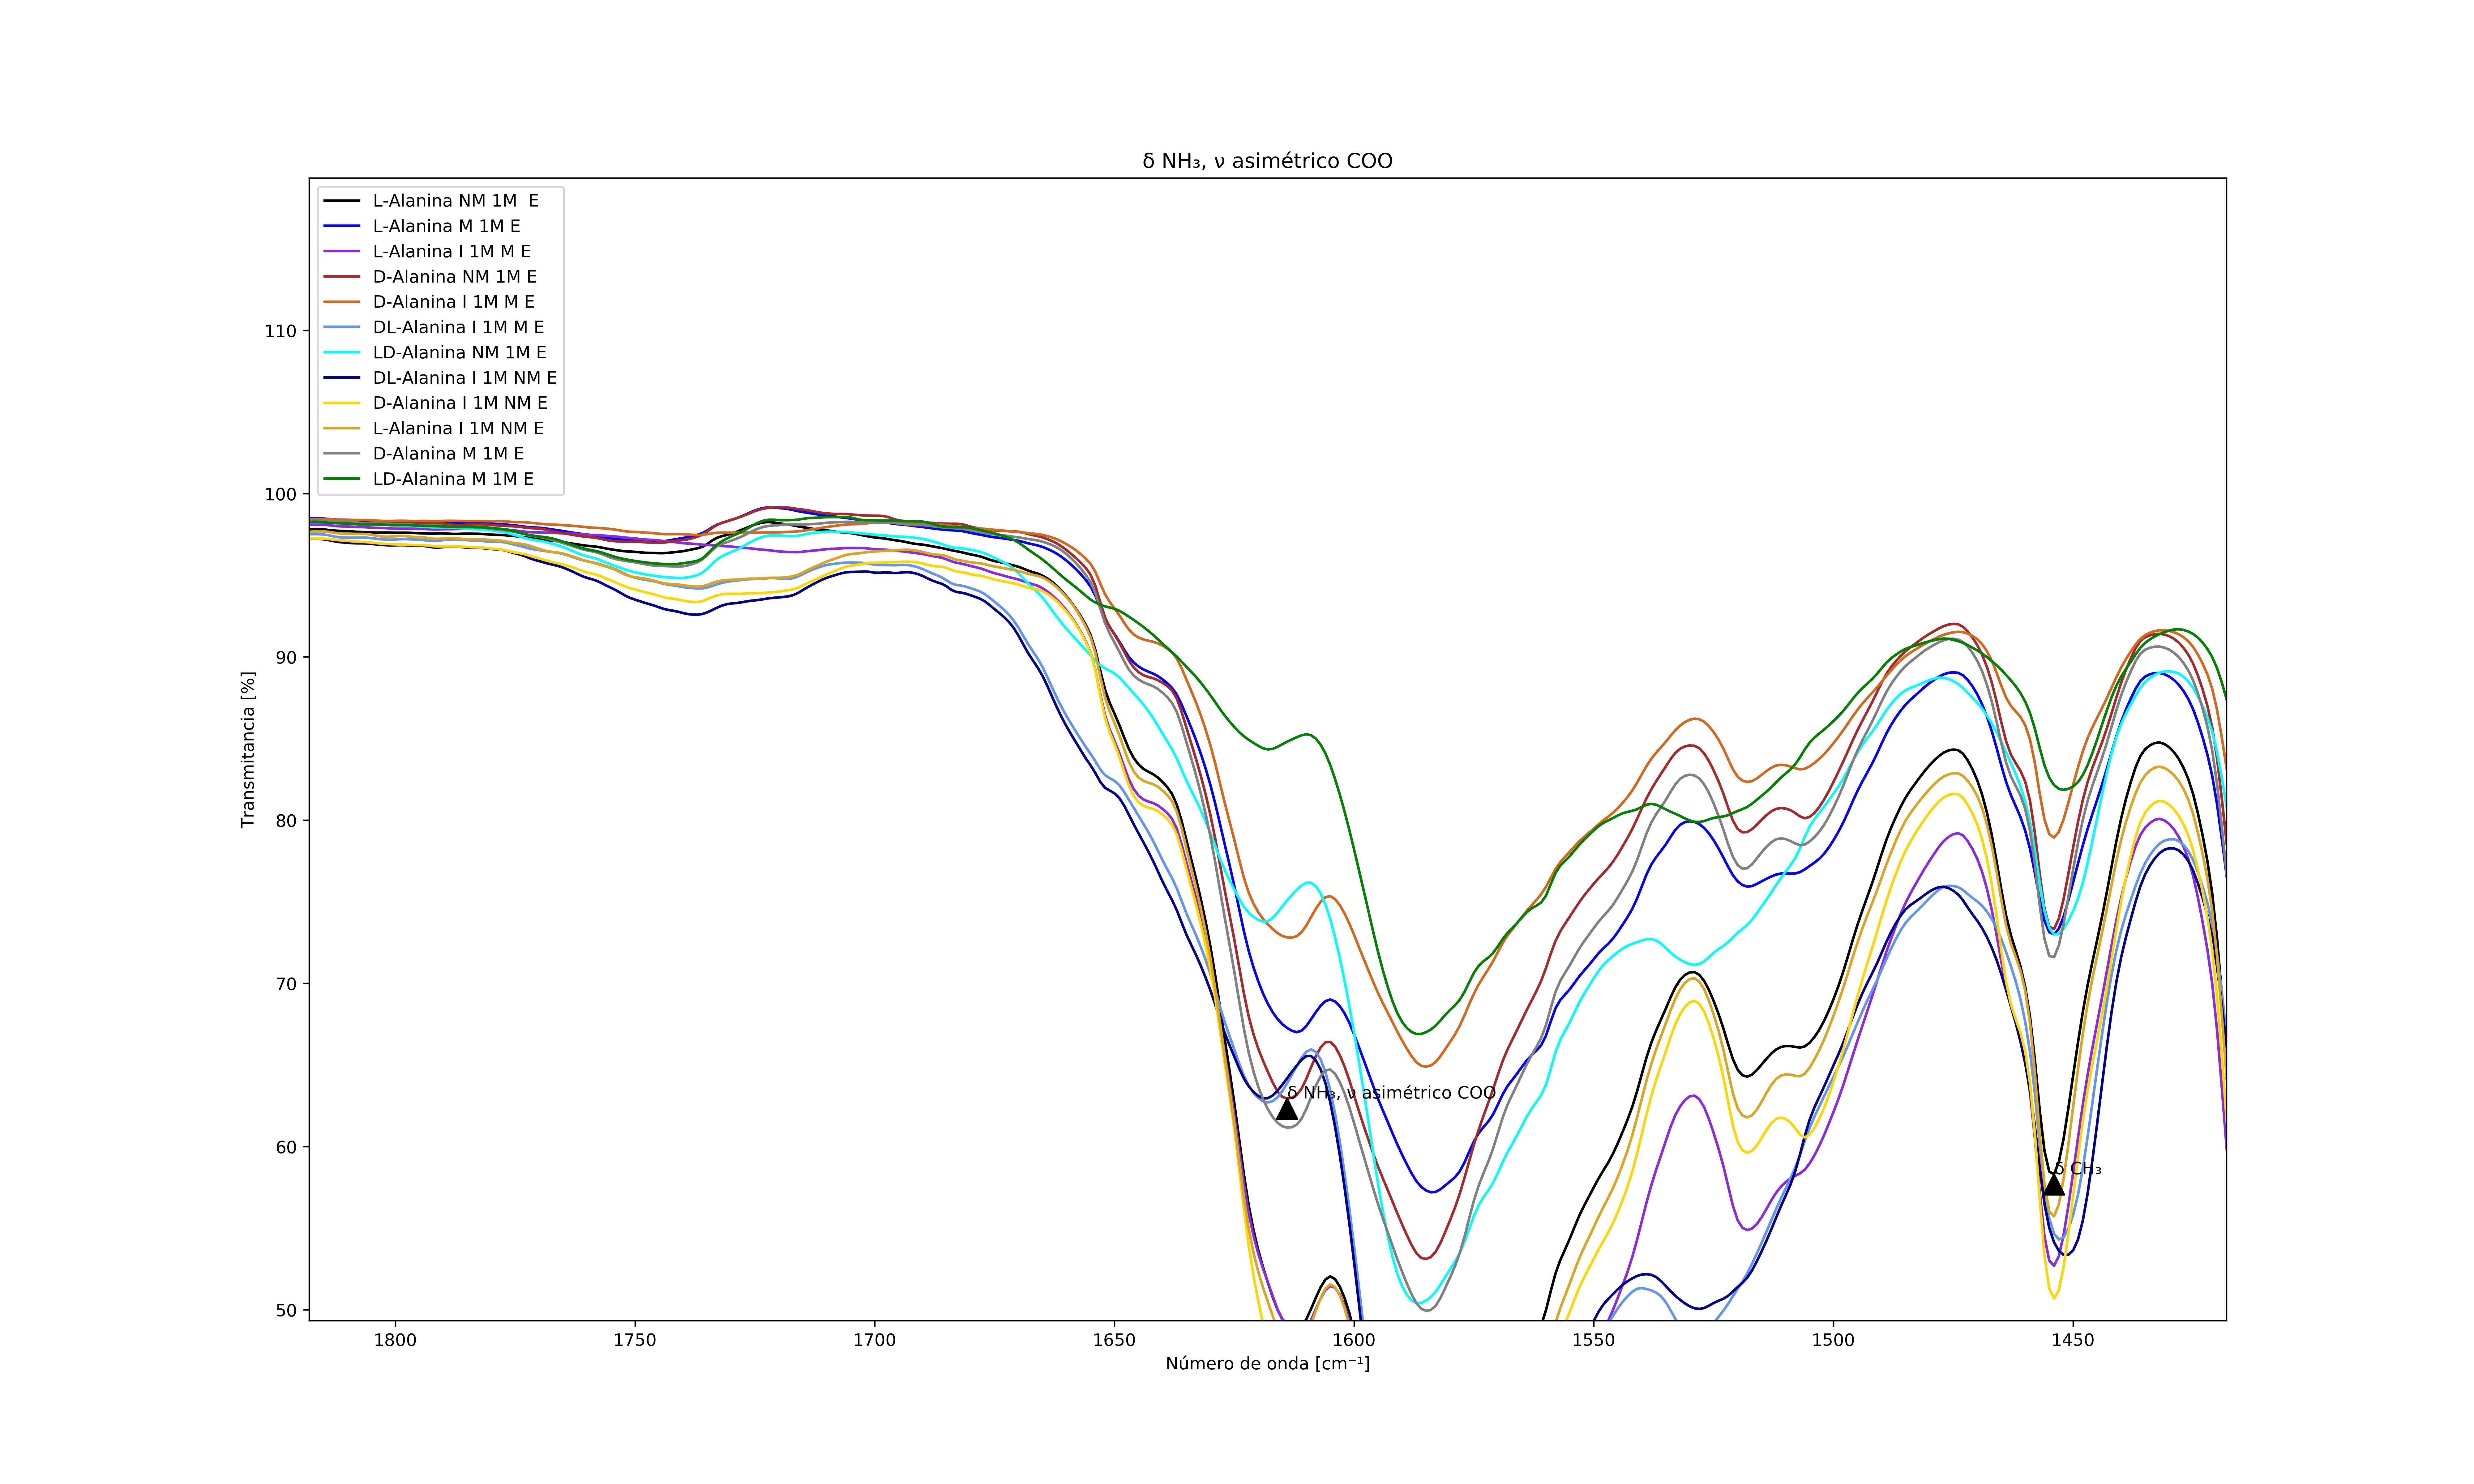 δ NH₃, ν asimétrico COO
L-Alanina NM 1M  E
L-Alanina M 1M E
L-Alanina I 1M M E
D-Alanina NM 1M E
D-Alanina I 1M M E
DL-Alanina I 1M M E
LD-Alanina NM 1M E
DL-Alanina I 1M NM E
D-Alanina I 1M NM E
L-Alanina I 1M NM E
D-Alanina M 1M E
LD-Alanina M 1M E
110
100
90
80
70
60
50
Transmitancia [%]
δ NH₃, ν asimétrico COO
δ CH₃
1800 1750 1700 1650 1600 1550 1500 1450
Número de onda [cm⁻¹]